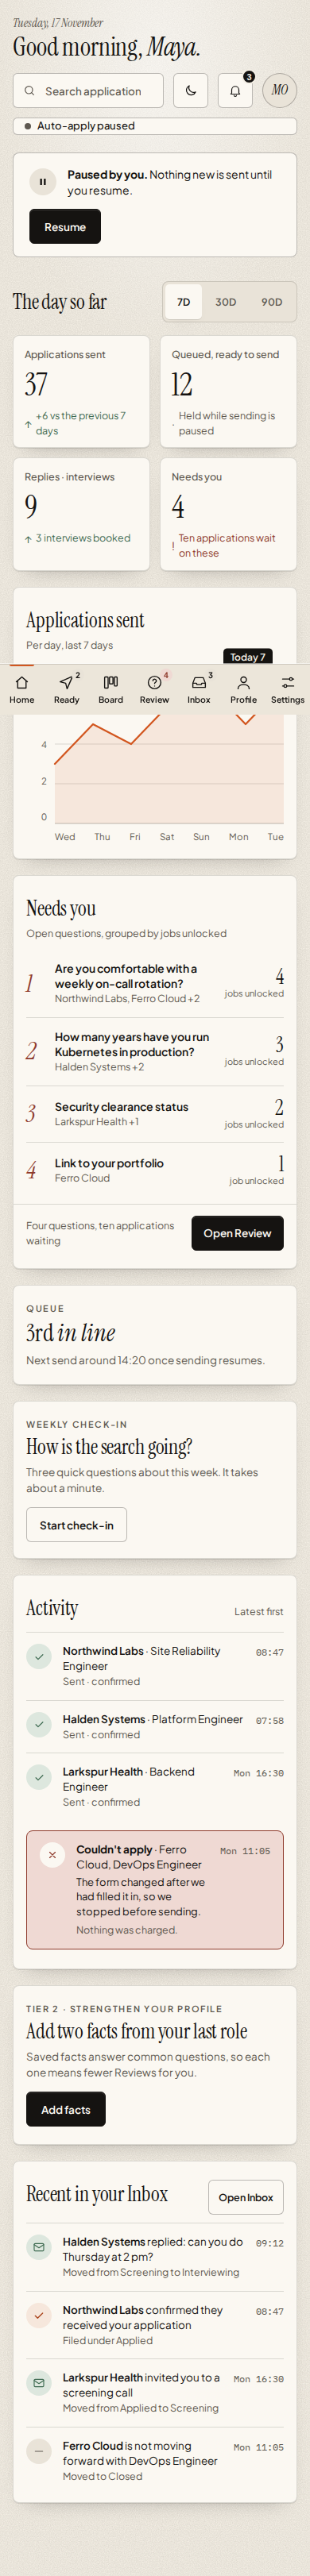 Tuesday, 17 November
Good morning, Maya.
Search application
3
MO
Auto-apply paused
Paused by you. Nothing new is sent until
you resume.
Resume
The day so far
7D
30D
90D
Applications sent
37
↑ +6 vs the previous 7
days
Queued, ready to send
12
· Held while sending is
paused
Replies · interviews
9
↑ 3 interviews booked
Needs you
4
! Ten applications wait
on these
Applications sent
Per day, last 7 days
Today 7
2
4
3
Home
Ready
Board
Review
Inbox
Profile
Settings
4
2
0
Wed
Thu
Fri
Sat
Sun
Mon
Tue
Needs you
Open questions, grouped by jobs unlocked
1
Are you comfortable with a
weekly on-call rotation?
Northwind Labs, Ferro Cloud +2
4
jobs unlocked
2
How many years have you run
Kubernetes in production?
Halden Systems +2
3
jobs unlocked
3
Security clearance status
Larkspur Health +1
2
jobs unlocked
4
Link to your portfolio
Ferro Cloud
1
job unlocked
Four questions, ten applications
waiting
Open Review
QUEUE
3rd in line
Next send around 14:20 once sending resumes.
WEEKLY CHECK-IN
How is the search going?
Three quick questions about this week. It takes
about a minute.
Start check-in
Activity
Latest first
Northwind Labs · Site Reliability
Engineer
Sent · confirmed
08:47
Halden Systems · Platform Engineer
Sent · confirmed
07:58
Larkspur Health · Backend
Engineer
Sent · confirmed
Mon 16:30
Couldn't apply · Ferro
Cloud, DevOps Engineer
The form changed after we
had filled it in, so we
stopped before sending.
Nothing was charged.
Mon 11:05
TIER 2 · STRENGTHEN YOUR PROFILE
Add two facts from your last role
Saved facts answer common questions, so each
one means fewer Reviews for you.
Add facts
Recent in your Inbox
Open Inbox
Halden Systems replied: can you do
Thursday at 2 pm?
Moved from Screening to Interviewing
09:12
Northwind Labs confirmed they
received your application
Filed under Applied
08:47
Larkspur Health invited you to a
screening call
Moved from Applied to Screening
Mon 16:30
Ferro Cloud is not moving
forward with DevOps Engineer
Moved to Closed
Mon 11:05